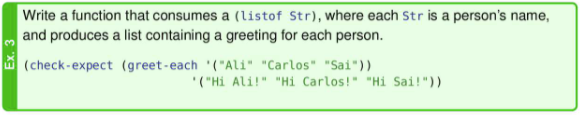 Ex. 3
Write a function that consumes a (listof Str), where each Str is a person's name,
and produces a list containing a greeting for each person.
(check-expect (greet-each '("Ali" "Carlos" "Sai"))
'("Hi Ali!" "Hi Carlos!" "Hi Sai!"))